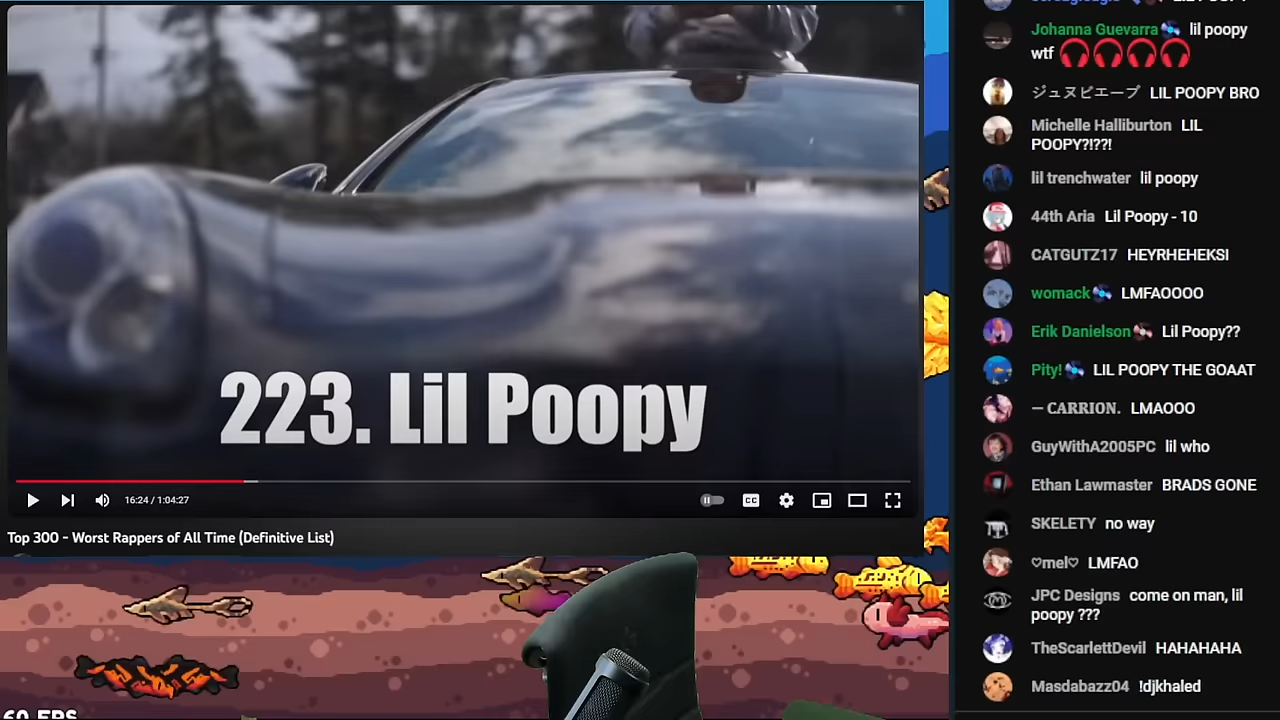 223. Lil Poopy
16:24 / 1:04:27
CC
Top 300 - Worst Rappers of All Time (Definitive List)
Johanna Guevarra lil poopy
wtf
ジュヌピエーブ LIL POOPY BRO
Michelle Halliburton LIL
POOPY?!??!
lil trenchwater lil poopy
44th Aria Lil Poopy - 10
CATGUTZ17 HEYRHEHEKSI
womack LMFAOOOO
Erik Danielson Lil Poopy??
Pity! LIL POOPY THE GOAAT
— CARRION. LMAOOO
GuyWithA2005PC lil who
Ethan Lawmaster BRADS GONE
SKELETY no way
♡mel♡ LMFAO
JPC Designs come on man, lil
poopy ???
TheScarlettDevil HAHAHAHA
Masdabazz04 !djkhaled
60 FPS